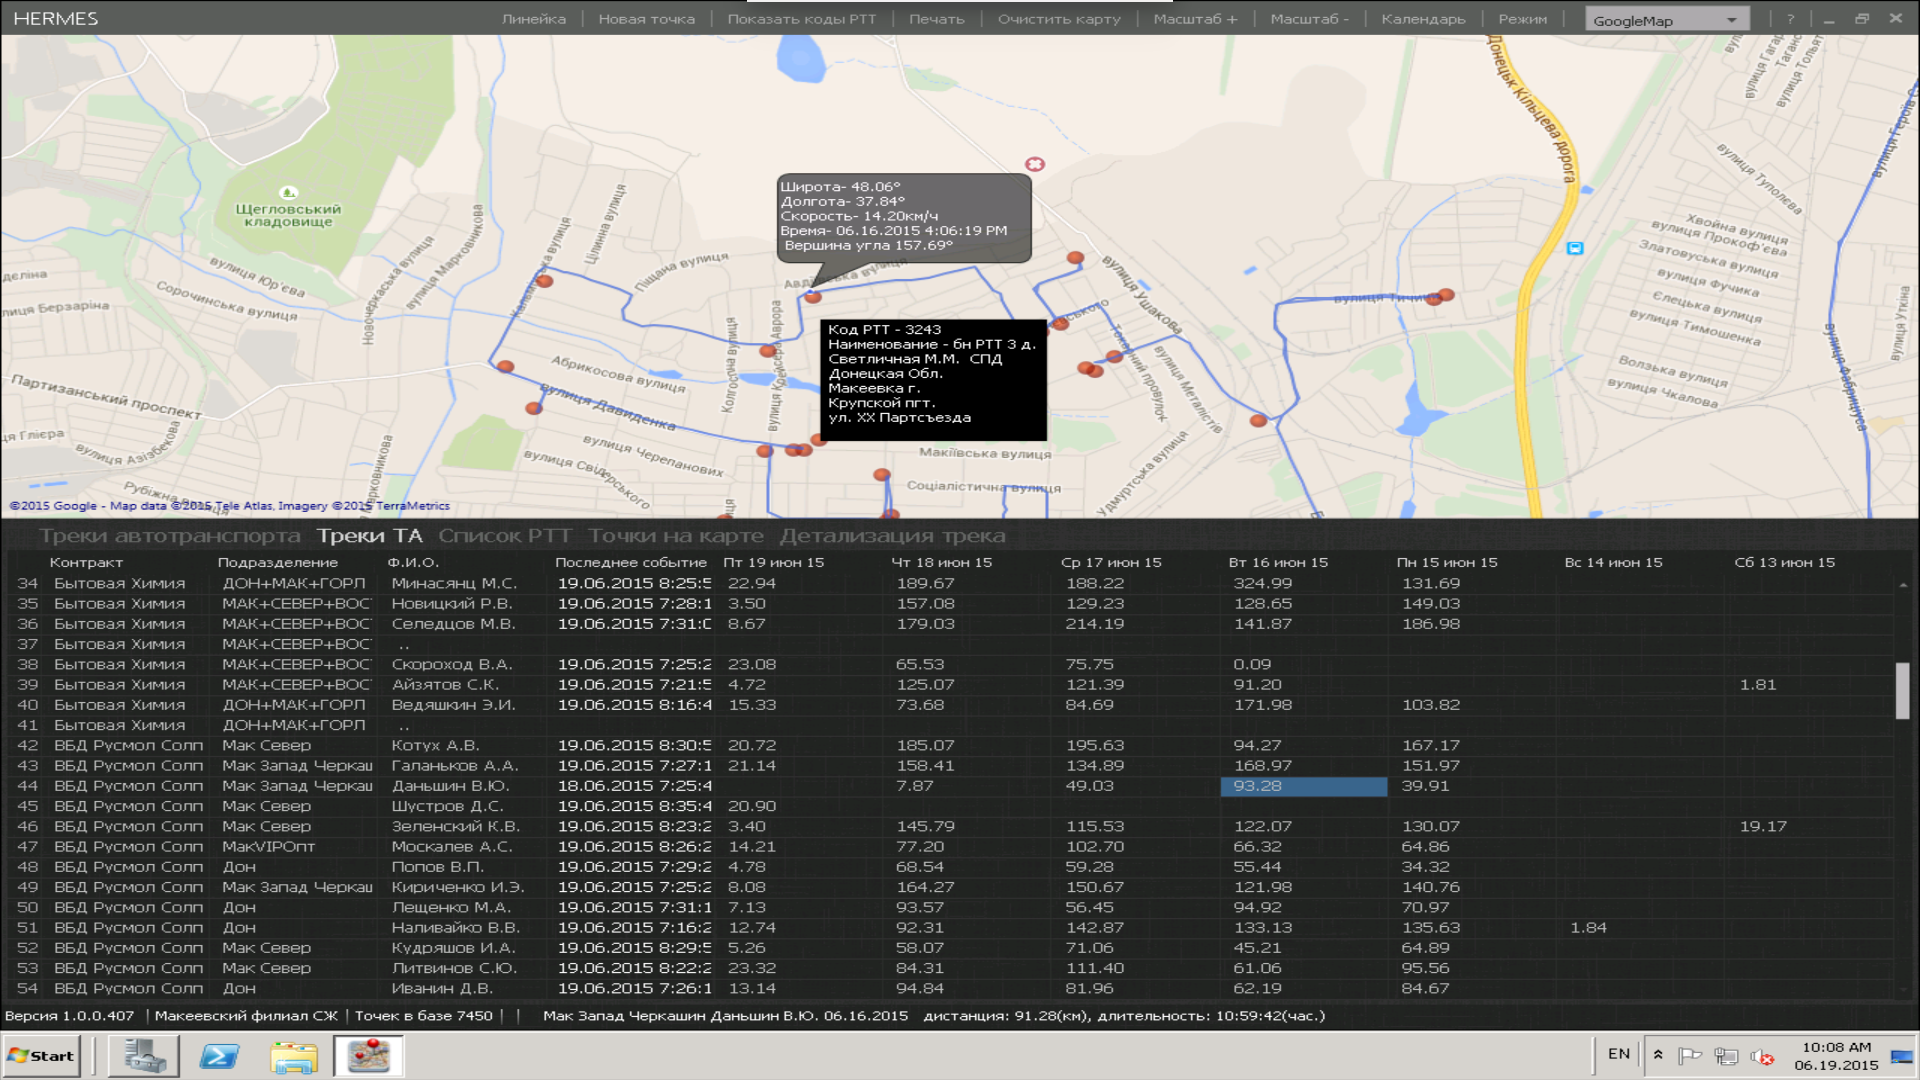 HERMES
Линейка
Новая точка
Показать коды РТТ
Печать
Очистить карту
Масштаб +
Масштаб -
Календарь
Режим
GoogleMap
?
Донецьк Кільцева дорога
Щегловський
кладовище
Широта- 48.06°
Долгота- 37.84°
Скорость- 14.20км/ч
Время- 06.16.2015 4:06:19 PM
Вершина угла 157.69°
Код РТТ - 3243
Наименование - бн РТТ 3 д.
Светличная М.М. СПД
Донецкая Обл.
Макеевка г.
Крупской пгт.
ул. XX Партсъезда
вулиця Юр'єва
Сорочинська вулиця
Новочеркаська вулиця
вулиця Марковникова
Цілинна вулиця
Піщана вулиця
Авдіївська вулиця
вулиця Ушакова
вулиця Тичини
Хвойна вулиця
вулиця Прокоф'єва
Златоуська вулиця
вулиця Фучика
Єлецька вулиця
вулиця Тимошенка
Волзька вулиця
вулиця Чкалова
вулиця Туполєва
вулиця Уткіна
вулиця Фабриціуса
Партизанський проспект
Абрикосова вулиця
вулиця Давиденка
Колгоспна вулиця
вулиця Крейсера Аврора
вулиця Черепанових
вулиця Свідерського
вулиця Азізбекова
вулиця Металістів
Удмуртська вулиця
Макіївська вулиця
Соціалістична вулиця
©2015 Google - Map data ©2015 Tele Atlas, Imagery ©2015 TerraMetrics
Треки автотранспорта Треки ТА Список РТТ Точки на карте Детализация трека
Контракт Подразделение Ф.И.О. Последнее событие Пт 19 июн 15 Чт 18 июн 15 Ср 17 июн 15 Вт 16 июн 15 Пн 15 июн 15 Вс 14 июн 15 Сб 13 июн 15
34 Бытовая Химия ДОН+МАК+ГОРЛ Минасянц М.С. 19.06.2015 8:25:5 22.94 189.67 188.22 324.99 131.69
35 Бытовая Химия МАК+СЕВЕР+ВОС Новицкий Р.В. 19.06.2015 7:28:1 3.50 157.08 129.23 128.65 149.03
36 Бытовая Химия МАК+СЕВЕР+ВОС Селедцов М.В. 19.06.2015 7:31:0 8.67 179.03 214.19 141.87 186.98
37 Бытовая Химия МАК+СЕВЕР+ВОС ..
38 Бытовая Химия МАК+СЕВЕР+ВОС Скороход В.А. 19.06.2015 7:25:2 23.08 65.53 75.75 0.09
39 Бытовая Химия МАК+СЕВЕР+ВОС Айзятов С.К. 19.06.2015 7:21:5 4.72 125.07 121.39 91.20 1.81
40 Бытовая Химия ДОН+МАК+ГОРЛ Ведяшкин Э.И. 19.06.2015 8:16:4 15.33 73.68 84.69 171.98 103.82
41 Бытовая Химия ДОН+МАК+ГОРЛ ..
42 ВБД Русмол Солп Мак Север Котух А.В. 19.06.2015 8:30:5 20.72 185.07 195.63 94.27 167.17
43 ВБД Русмол Солп Мак Запад Черкаш Галаньков А.А. 19.06.2015 7:27:1 21.14 158.41 134.89 168.97 151.97
44 ВБД Русмол Солп Мак Запад Черкаш Даньшин В.Ю. 18.06.2015 7:25:4 7.87 49.03 93.28 39.91
45 ВБД Русмол Солп Мак Север Шустров Д.С. 19.06.2015 8:35:4 20.90
46 ВБД Русмол Солп Мак Север Зеленский К.В. 19.06.2015 8:23:2 3.40 145.79 115.53 122.07 130.07 19.17
47 ВБД Русмол Солп МакVIPОпт Москалев А.С. 19.06.2015 8:26:2 14.21 77.20 102.70 66.32 64.86
48 ВБД Русмол Солп Дон Попов В.П. 19.06.2015 7:29:2 4.78 68.54 59.28 55.44 34.32
49 ВБД Русмол Солп Мак Запад Черкаш Кириченко И.Э. 19.06.2015 7:25:2 8.08 164.27 150.67 121.98 140.76
50 ВБД Русмол Солп Дон Лещенко М.А. 19.06.2015 7:31:1 7.13 93.57 56.45 94.92 70.97
51 ВБД Русмол Солп Дон Наливайко В.В. 19.06.2015 7:16:2 12.74 92.31 142.87 133.13 135.63 1.84
52 ВБД Русмол Солп Мак Север Кудряшов И.А. 19.06.2015 8:29:5 5.26 58.07 71.06 45.21 64.89
53 ВБД Русмол Солп Мак Север Литвинов С.Ю. 19.06.2015 8:22:2 23.32 84.31 111.40 61.06 95.56
54 ВБД Русмол Солп Дон Иванин Д.В. 19.06.2015 7:26:1 13.14 94.84 81.96 62.19 84.67
Версия 1.0.0.407 | Макеевский филиал СЖ | Точек в базе 7450 | | Мак Запад Черкашин Даньшин В.Ю. 06.16.2015 дистанция: 91.28(км), длительность: 10:59:42(час.)
Start
EN
10:08 AM
06.19.2015